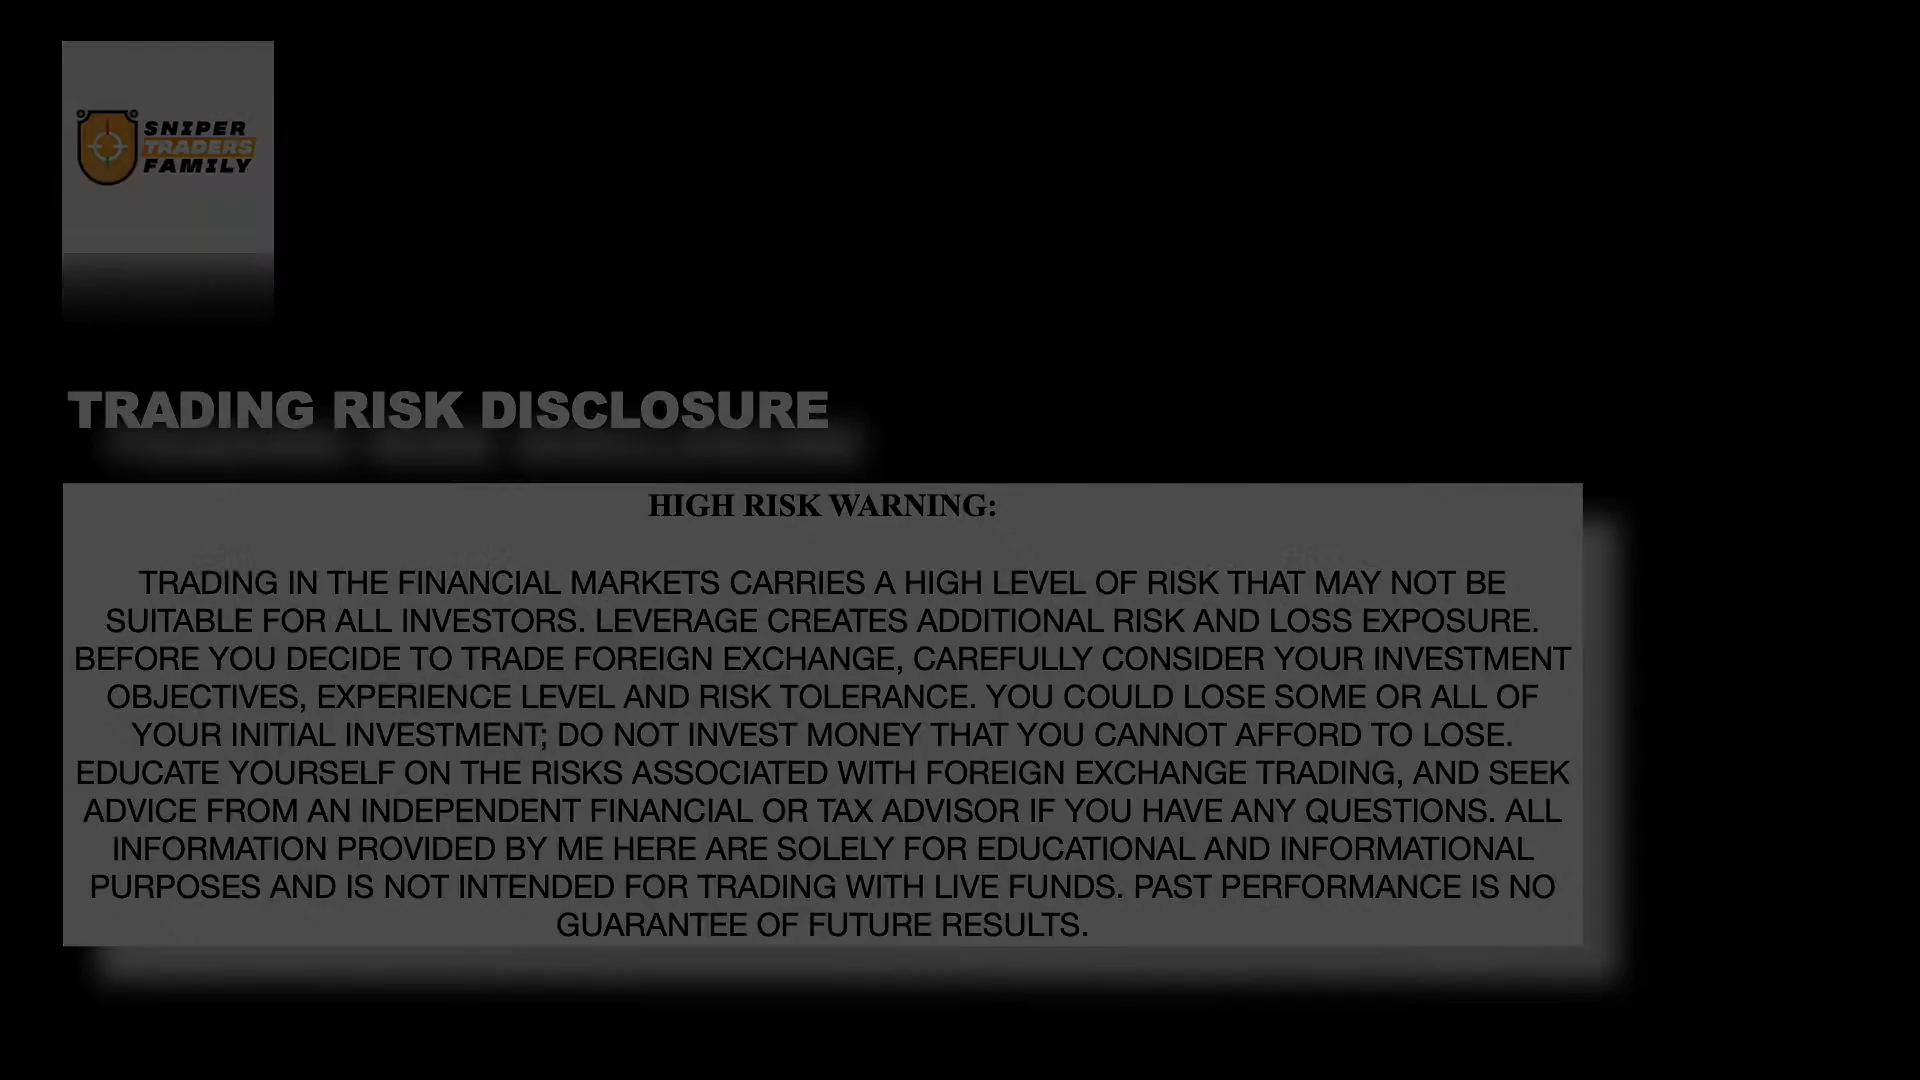 SNIPER
TRADERS
FAMILY
TRADING RISK DISCLOSURE
HIGH RISK WARNING:
TRADING IN THE FINANCIAL MARKETS CARRIES A HIGH LEVEL OF RISK THAT MAY NOT BE
SUITABLE FOR ALL INVESTORS. LEVERAGE CREATES ADDITIONAL RISK AND LOSS EXPOSURE.
BEFORE YOU DECIDE TO TRADE FOREIGN EXCHANGE, CAREFULLY CONSIDER YOUR INVESTMENT
OBJECTIVES, EXPERIENCE LEVEL AND RISK TOLERANCE. YOU COULD LOSE SOME OR ALL OF
YOUR INITIAL INVESTMENT; DO NOT INVEST MONEY THAT YOU CANNOT AFFORD TO LOSE.
EDUCATE YOURSELF ON THE RISKS ASSOCIATED WITH FOREIGN EXCHANGE TRADING, AND SEEK
ADVICE FROM AN INDEPENDENT FINANCIAL OR TAX ADVISOR IF YOU HAVE ANY QUESTIONS. ALL
INFORMATION PROVIDED BY ME HERE ARE SOLELY FOR EDUCATIONAL AND INFORMATIONAL
PURPOSES AND IS NOT INTENDED FOR TRADING WITH LIVE FUNDS. PAST PERFORMANCE IS NO
GUARANTEE OF FUTURE RESULTS.